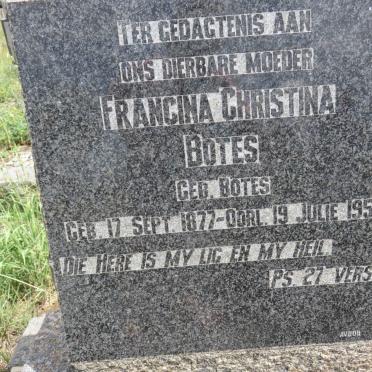 TER GEDAGTENIS AAN
ONS DIERBARE MOEDER
FRANCINA CHRISTINA
BOTES
GEB. BOTES
GEB. 17 SEPT 1877-OORL. 19 JULIE 195
DIE HERE IS MY LIG EN MY HEIL
PS. 27 VERS